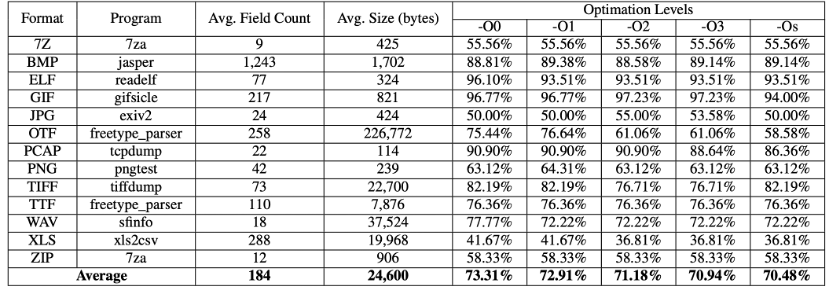 Format Program Avg. Field Count Avg. Size (bytes) Optimation Levels
-O0 -O1 -O2 -O3 -Os
7Z 7za 9 425 55.56% 55.56% 55.56% 55.56% 55.56%
BMP jasper 1,243 1,702 88.81% 89.38% 88.58% 89.14% 89.14%
ELF readelf 77 324 96.10% 93.51% 93.51% 93.51% 93.51%
GIF gifsicle 217 821 96.77% 96.77% 97.23% 97.23% 94.00%
JPG exiv2 24 424 50.00% 50.00% 55.00% 53.58% 50.00%
OTF freetype_parser 258 226,772 75.44% 76.64% 61.06% 61.06% 58.58%
PCAP tcpdump 22 114 90.90% 90.90% 90.90% 88.64% 86.36%
PNG pngtest 42 239 63.12% 64.31% 63.12% 63.12% 63.12%
TIFF tiffdump 73 22,700 82.19% 82.19% 76.71% 76.71% 82.19%
TTF freetype_parser 110 7,876 76.36% 76.36% 76.36% 76.36% 76.36%
WAV sfinfo 18 37,524 77.77% 72.22% 72.22% 72.22% 72.22%
XLS xls2csv 288 19,968 41.67% 41.67% 36.81% 36.81% 36.81%
ZIP 7za 12 906 58.33% 58.33% 58.33% 58.33% 58.33%
Average 184 24,600 73.31% 72.91% 71.18% 70.94% 70.48%